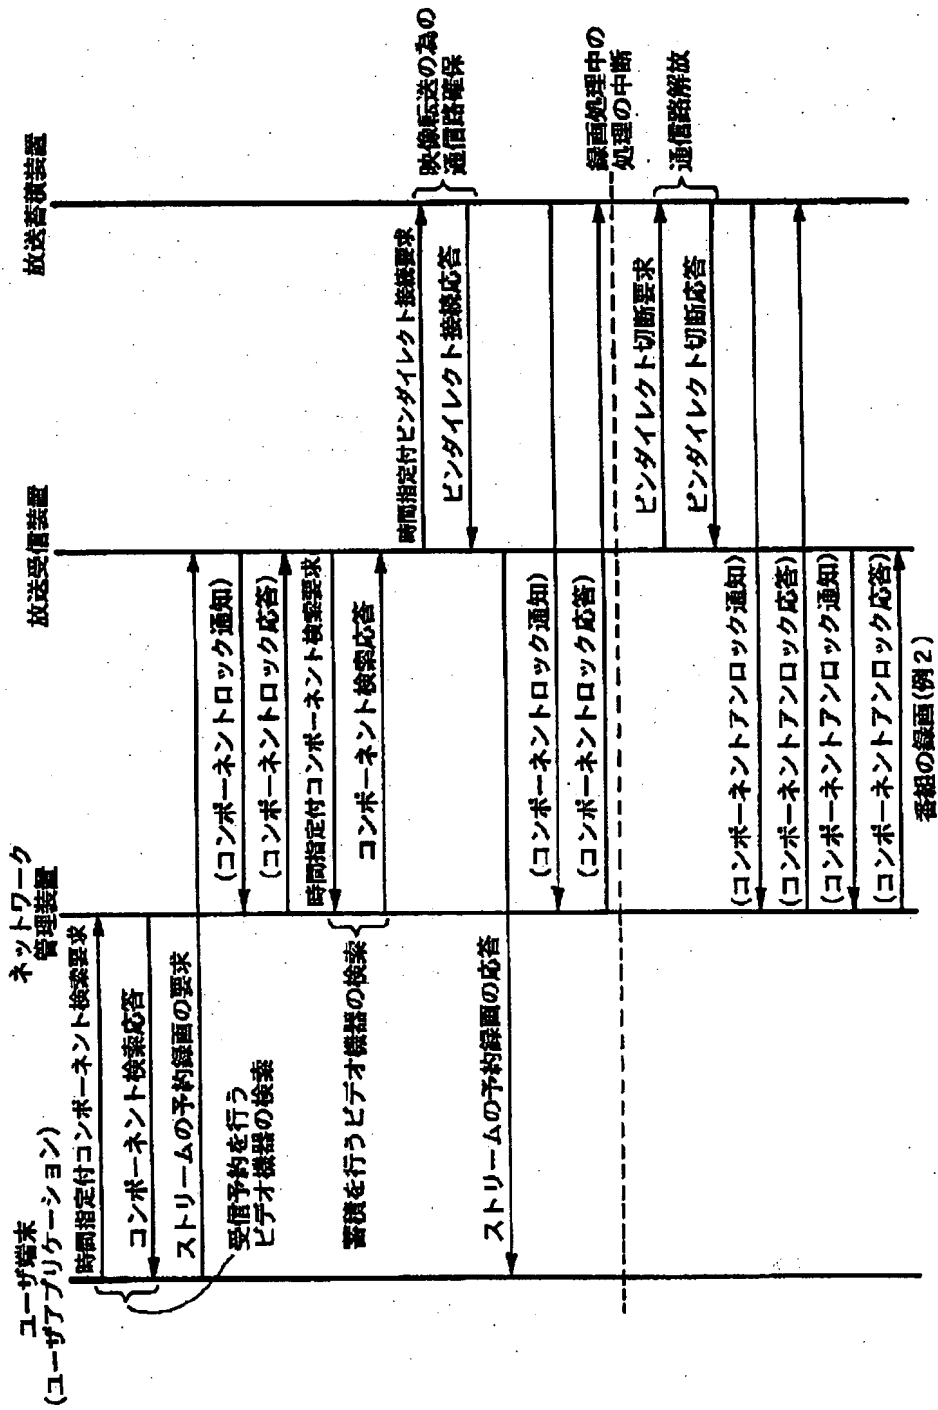 ユーザ端末
(ユーザアプリケーション)
ネットワーク
管理装置
放送受信装置
放送蓄積装置
時間指定付コンポーネント検索要求
コンポーネント検索応答
ストリームの予約録画の要求
受信予約を行う
ビデオ機器の検索
(コンポーネントロック通知)
(コンポーネントロック応答)
時間指定付コンポーネント検索要求
コンポーネント検索応答
蓄積を行うビデオ機器の検索
時間指定付ピンダイレクト接続要求
ピンダイレクト接続応答
映像転送の為の
通信路確保
ストリームの予約録画の応答
(コンポーネントロック通知)
(コンポーネントロック応答)
録画処理中の
処理の中断
ピンダイレクト切断要求
ピンダイレクト切断応答
通信路解放
(コンポーネントアンロック通知)
(コンポーネントアンロック応答)
(コンポーネントアンロック通知)
(コンポーネントアンロック応答)
番組の録画(例2)